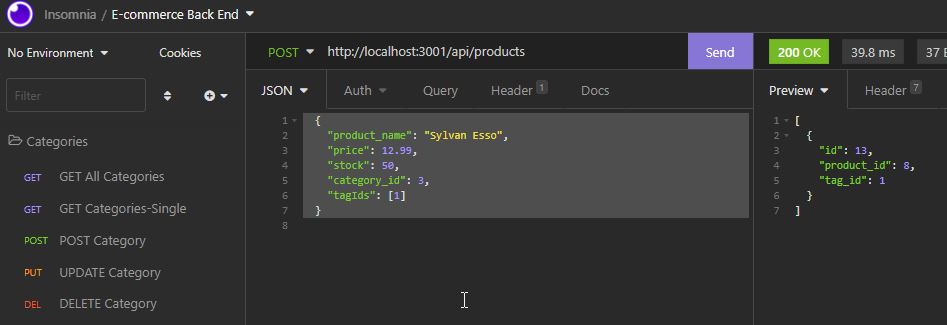 Insomnia / E-commerce Back End
No Environment Cookies POST http://localhost:3001/api/products Send 200 OK 39.8 ms
Filter JSON Auth Query Header 1 Docs Preview Header 7
Categories
GET GET All Categories
GET GET Categories-Single
POST POST Category
PUT UPDATE Category
DEL DELETE Category
1 {
2 "product_name": "Sylvan Esso",
3 "price": 12.99,
4 "stock": 50,
5 "category_id": 3,
6 "tagIds": [1]
7 }
8
1 [
2 {
3 "id": 13,
4 "product_id": 8,
5 "tag_id": 1
6 }
7 ]